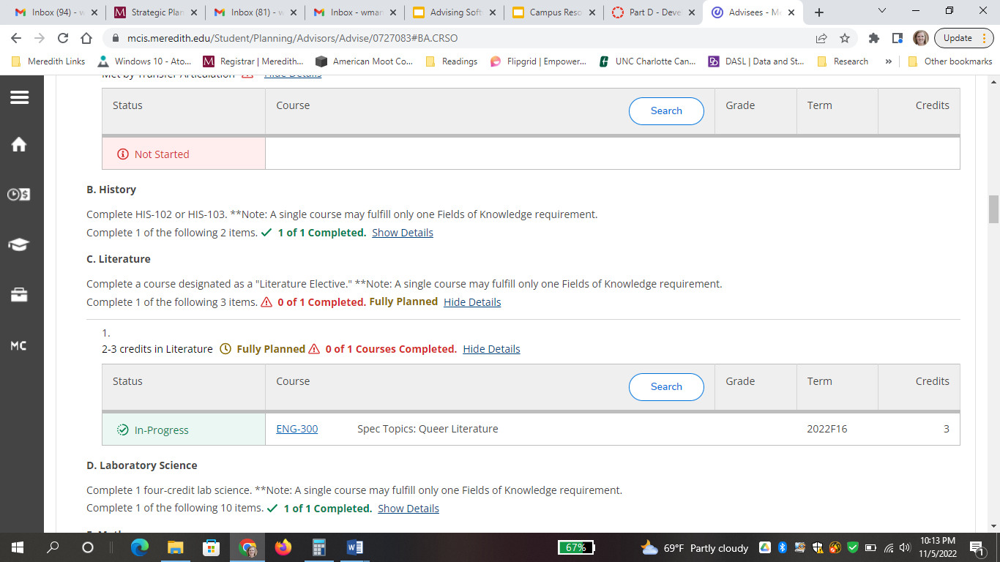 Inbox (94) - w
Strategic Plan
Inbox (81) - w
Inbox - wman
Advising Soft
Campus Reso
Part D - Deve
Advisees - Me
mcis.meredith.edu/Student/Planning/Advisors/Advise/0727083#BA.CRSO
Update
Meredith Links
Windows 10 - Ato...
Registrar | Meredith...
American Moot Co...
Readings
Flipgrid | Empower...
UNC Charlotte Can...
DASL | Data and St...
Research
»
Other bookmarks
Met by Transfer Articulation Hide Details
Status Course Search Grade Term Credits
Not Started
B. History
Complete HIS-102 or HIS-103. **Note: A single course may fulfill only one Fields of Knowledge requirement.
Complete 1 of the following 2 items. ✓ 1 of 1 Completed. Show Details
C. Literature
Complete a course designated as a "Literature Elective." **Note: A single course may fulfill only one Fields of Knowledge requirement.
Complete 1 of the following 3 items. 0 of 1 Completed. Fully Planned Hide Details
1.
2-3 credits in Literature Fully Planned 0 of 1 Courses Completed. Hide Details
MC
Status Course Search Grade Term Credits
In-Progress ENG-300 Spec Topics: Queer Literature 2022F16 3
D. Laboratory Science
Complete 1 four-credit lab science. **Note: A single course may fulfill only one Fields of Knowledge requirement.
Complete 1 of the following 10 items. ✓ 1 of 1 Completed. Show Details
67%
69°F Partly cloudy
10:13 PM
11/5/2022
1